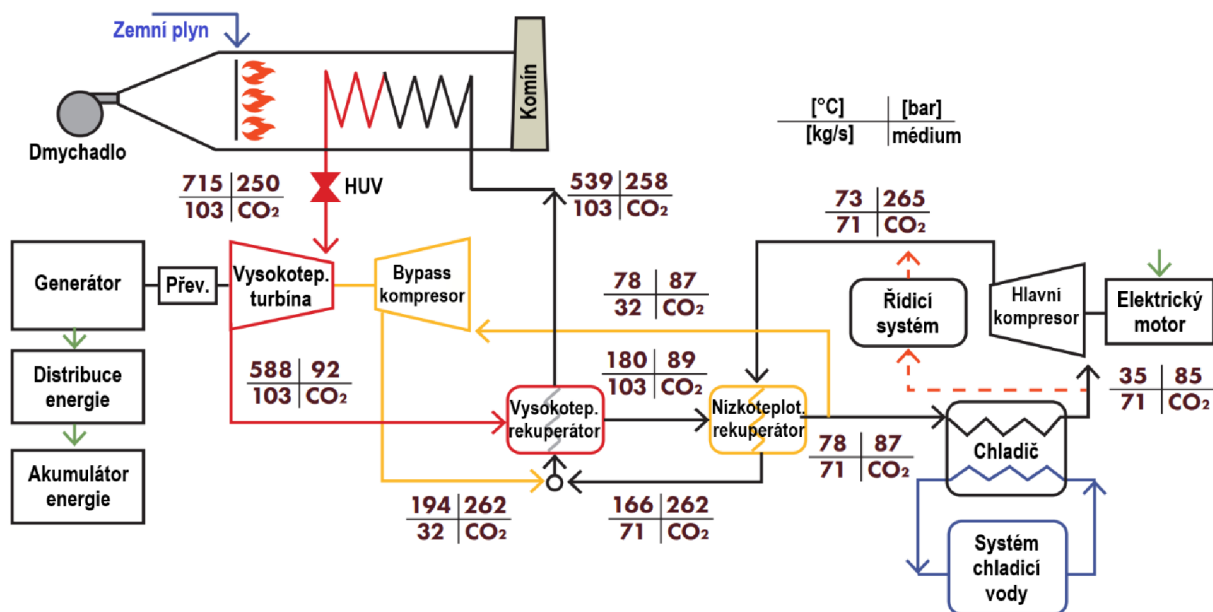 Zemní plyn
Komín
Dmychadlo
[°C] [bar]
[kg/s] médium
715 250
103 CO₂
HUV
539 258
103 CO₂
73 265
71 CO₂
Generátor
Přev.
Vysokotep.
turbína
Bypass
kompresor
78 87
32 CO₂
Řídicí
systém
Hlavní
kompresor
Elektrický
motor
Distribuce
energie
588 92
103 CO₂
180 89
103 CO₂
35 85
71 CO₂
Vysokotep.
rekuperátor
Nizkoteplot.
rekuperátor
78 87
71 CO₂
Chladič
Akumulátor
energie
194 262
32 CO₂
166 262
71 CO₂
Systém
chladicí
vody